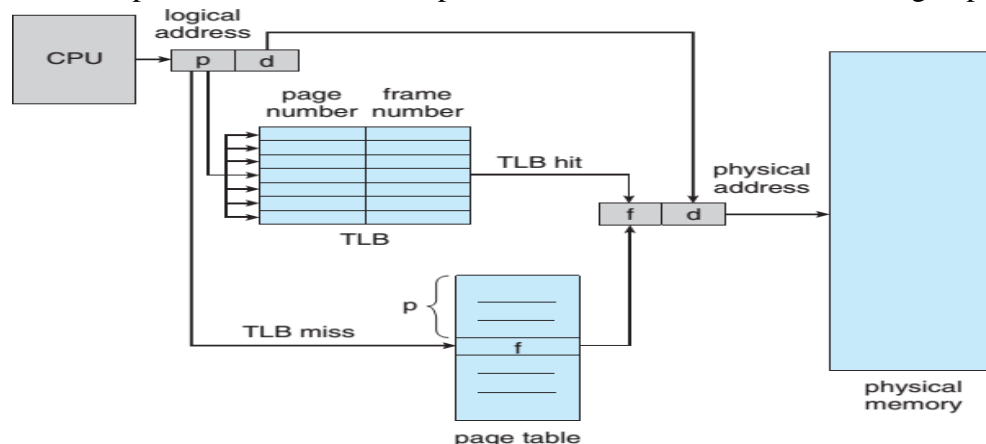 logical
address
CPU
p
d
page
number
frame
number
TLB hit
physical
address
f
d
TLB
p
TLB miss
f
physical
memory
page table